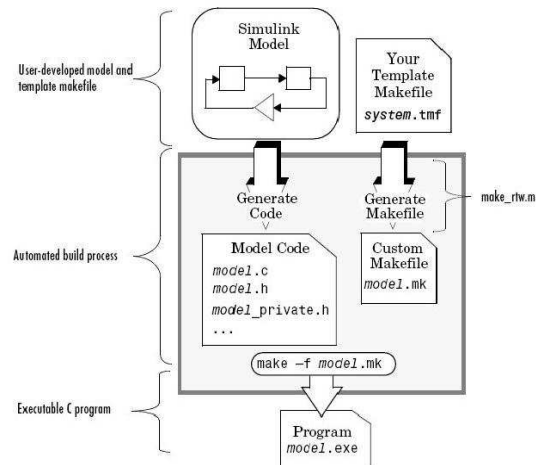 Simulink
Model
User-developed model and
template makefile
Your
Template
Makefile
system.tmf
Generate
Code
Generate
Makefile
make_rtw.m
Automated build process
Model Code
model.c
model.h
model_private.h
...
Custom
Makefile
model.mk
make –f model.mk
Executable C program
Program
model.exe